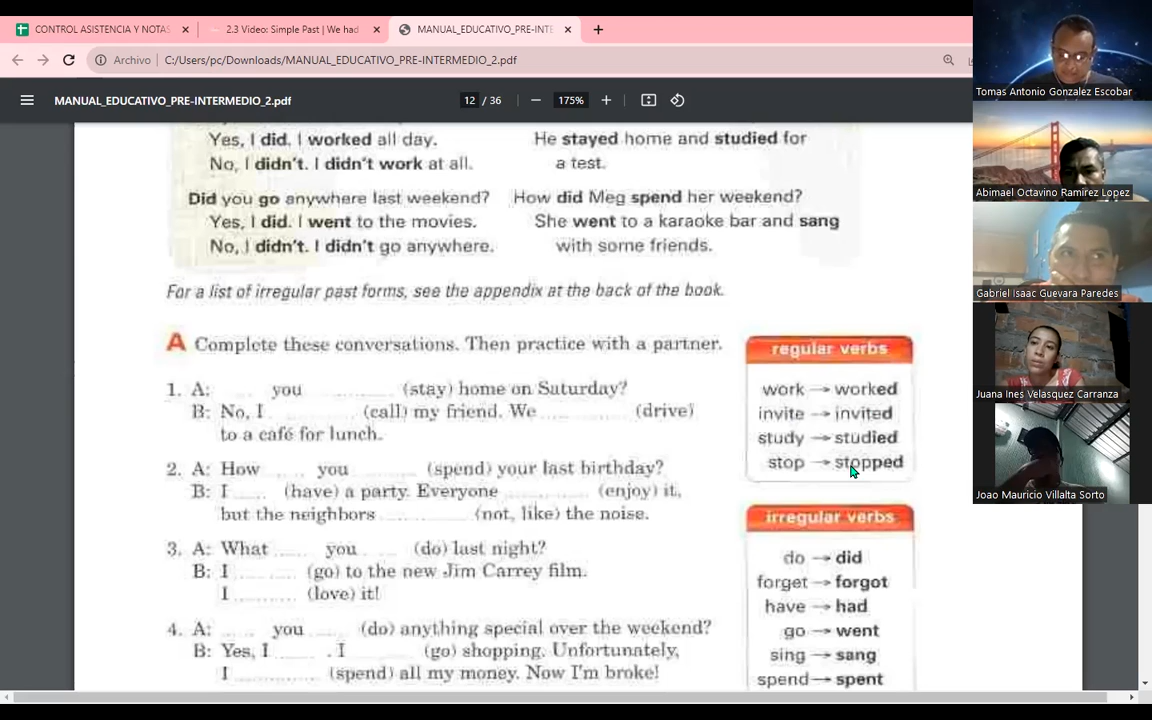 CONTROL ASISTENCIA Y NOTAS
2.3 Video: Simple Past | We had
MANUAL_EDUCATIVO_PRE-INTE
Archivo
C:/Users/pc/Downloads/MANUAL_EDUCATIVO_PRE-INTERMEDIO_2.pdf
MANUAL_EDUCATIVO_PRE-INTERMEDIO_2.pdf
12 / 36
175%
Yes, I did. I worked all day.
No, I didn't. I didn't work at all.
He stayed home and studied for
a test.
Did you go anywhere last weekend?
Yes, I did. I went to the movies.
No, I didn't. I didn't go anywhere.
How did Meg spend her weekend?
She went to a karaoke bar and sang
with some friends.
For a list of irregular past forms, see the appendix at the back of the book.
A Complete these conversations. Then practice with a partner.
1. A: ........ you ............ (stay) home on Saturday?
B: No, I ............ (call) my friend. We ............ (drive)
to a café for lunch.
2. A: How ........ you ............ (spend) your last birthday?
B: I ........ (have) a party. Everyone ............ (enjoy) it,
but the neighbors ............ (not, like) the noise.
3. A: What ........ you ........ (do) last night?
B: I ............ (go) to the new Jim Carrey film.
I ............ (love) it!
4. A: ........ you ........ (do) anything special over the weekend?
B: Yes, I ........ . I ............ (go) shopping. Unfortunately,
I ............ (spend) all my money. Now I'm broke!
regular verbs
work → worked
invite → invited
study → studied
stop → stopped
irregular verbs
do → did
forget → forgot
have → had
go → went
sing → sang
spend → spent
Tomas Antonio Gonzalez Escobar
Abimael Octavino Ramírez Lopez
Gabriel Isaac Guevara Paredes
Juana Ines Velasquez Carranza
Joao Mauricio Villalta Sorto